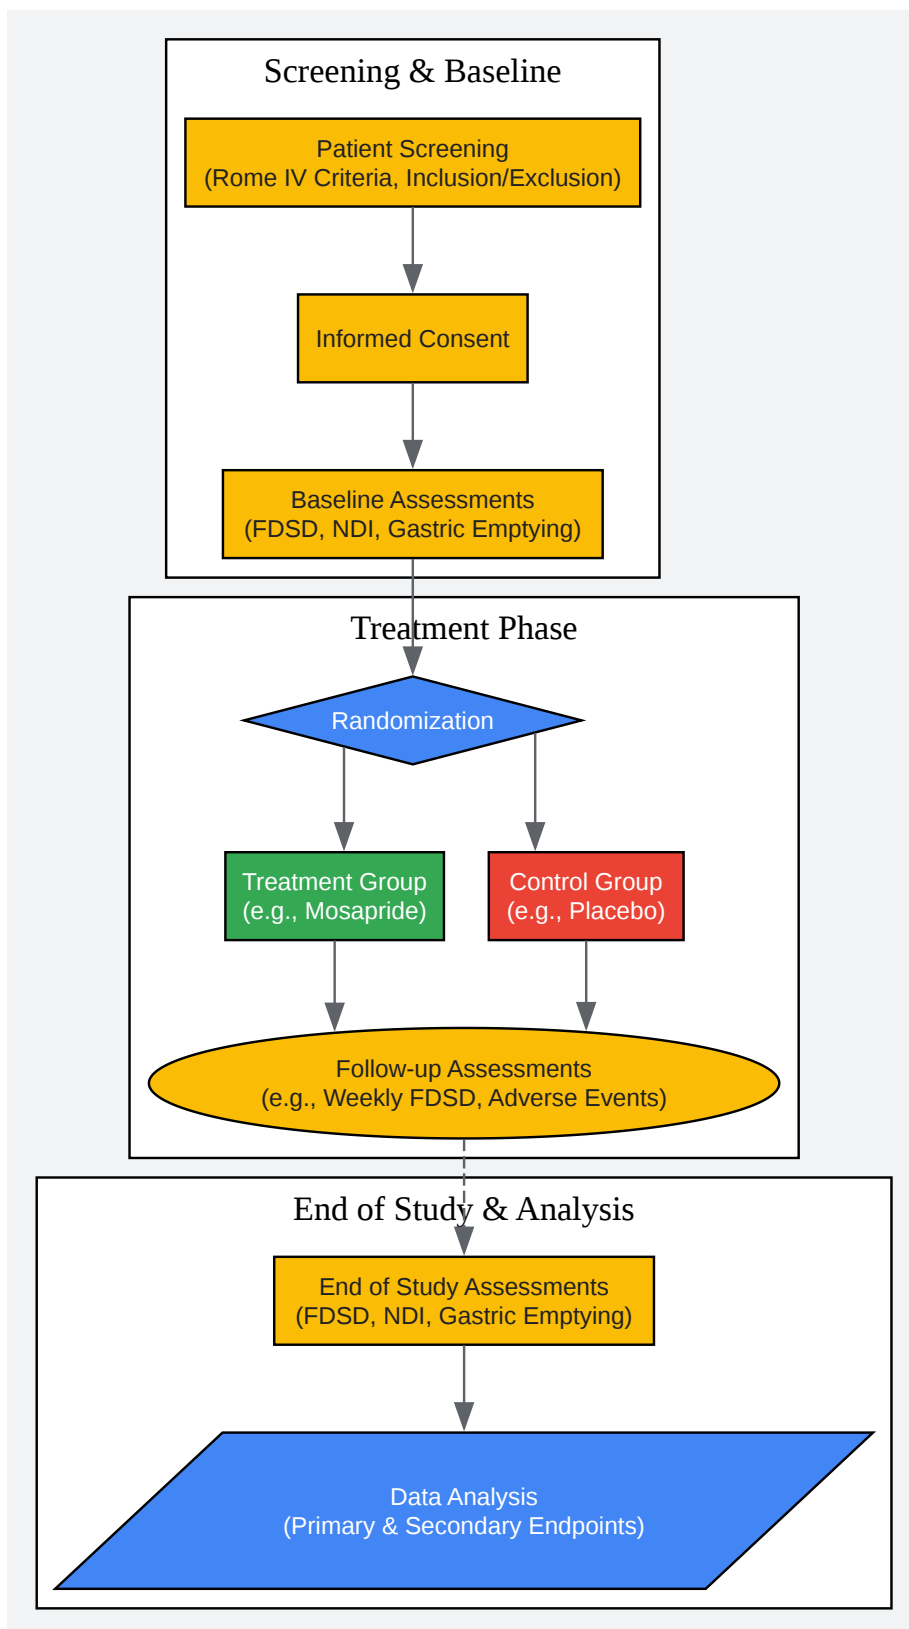 Screening & Baseline
Patient Screening
(Rome IV Criteria, Inclusion/Exclusion)
Informed Consent
Baseline Assessments
(FDSD, NDI, Gastric Emptying)
Treatment Phase
Randomization
Treatment Group
(e.g., Mosapride)
Control Group
(e.g., Placebo)
Follow-up Assessments
(e.g., Weekly FDSD, Adverse Events)
End of Study & Analysis
End of Study Assessments
(FDSD, NDI, Gastric Emptying)
Data Analysis
(Primary & Secondary Endpoints)